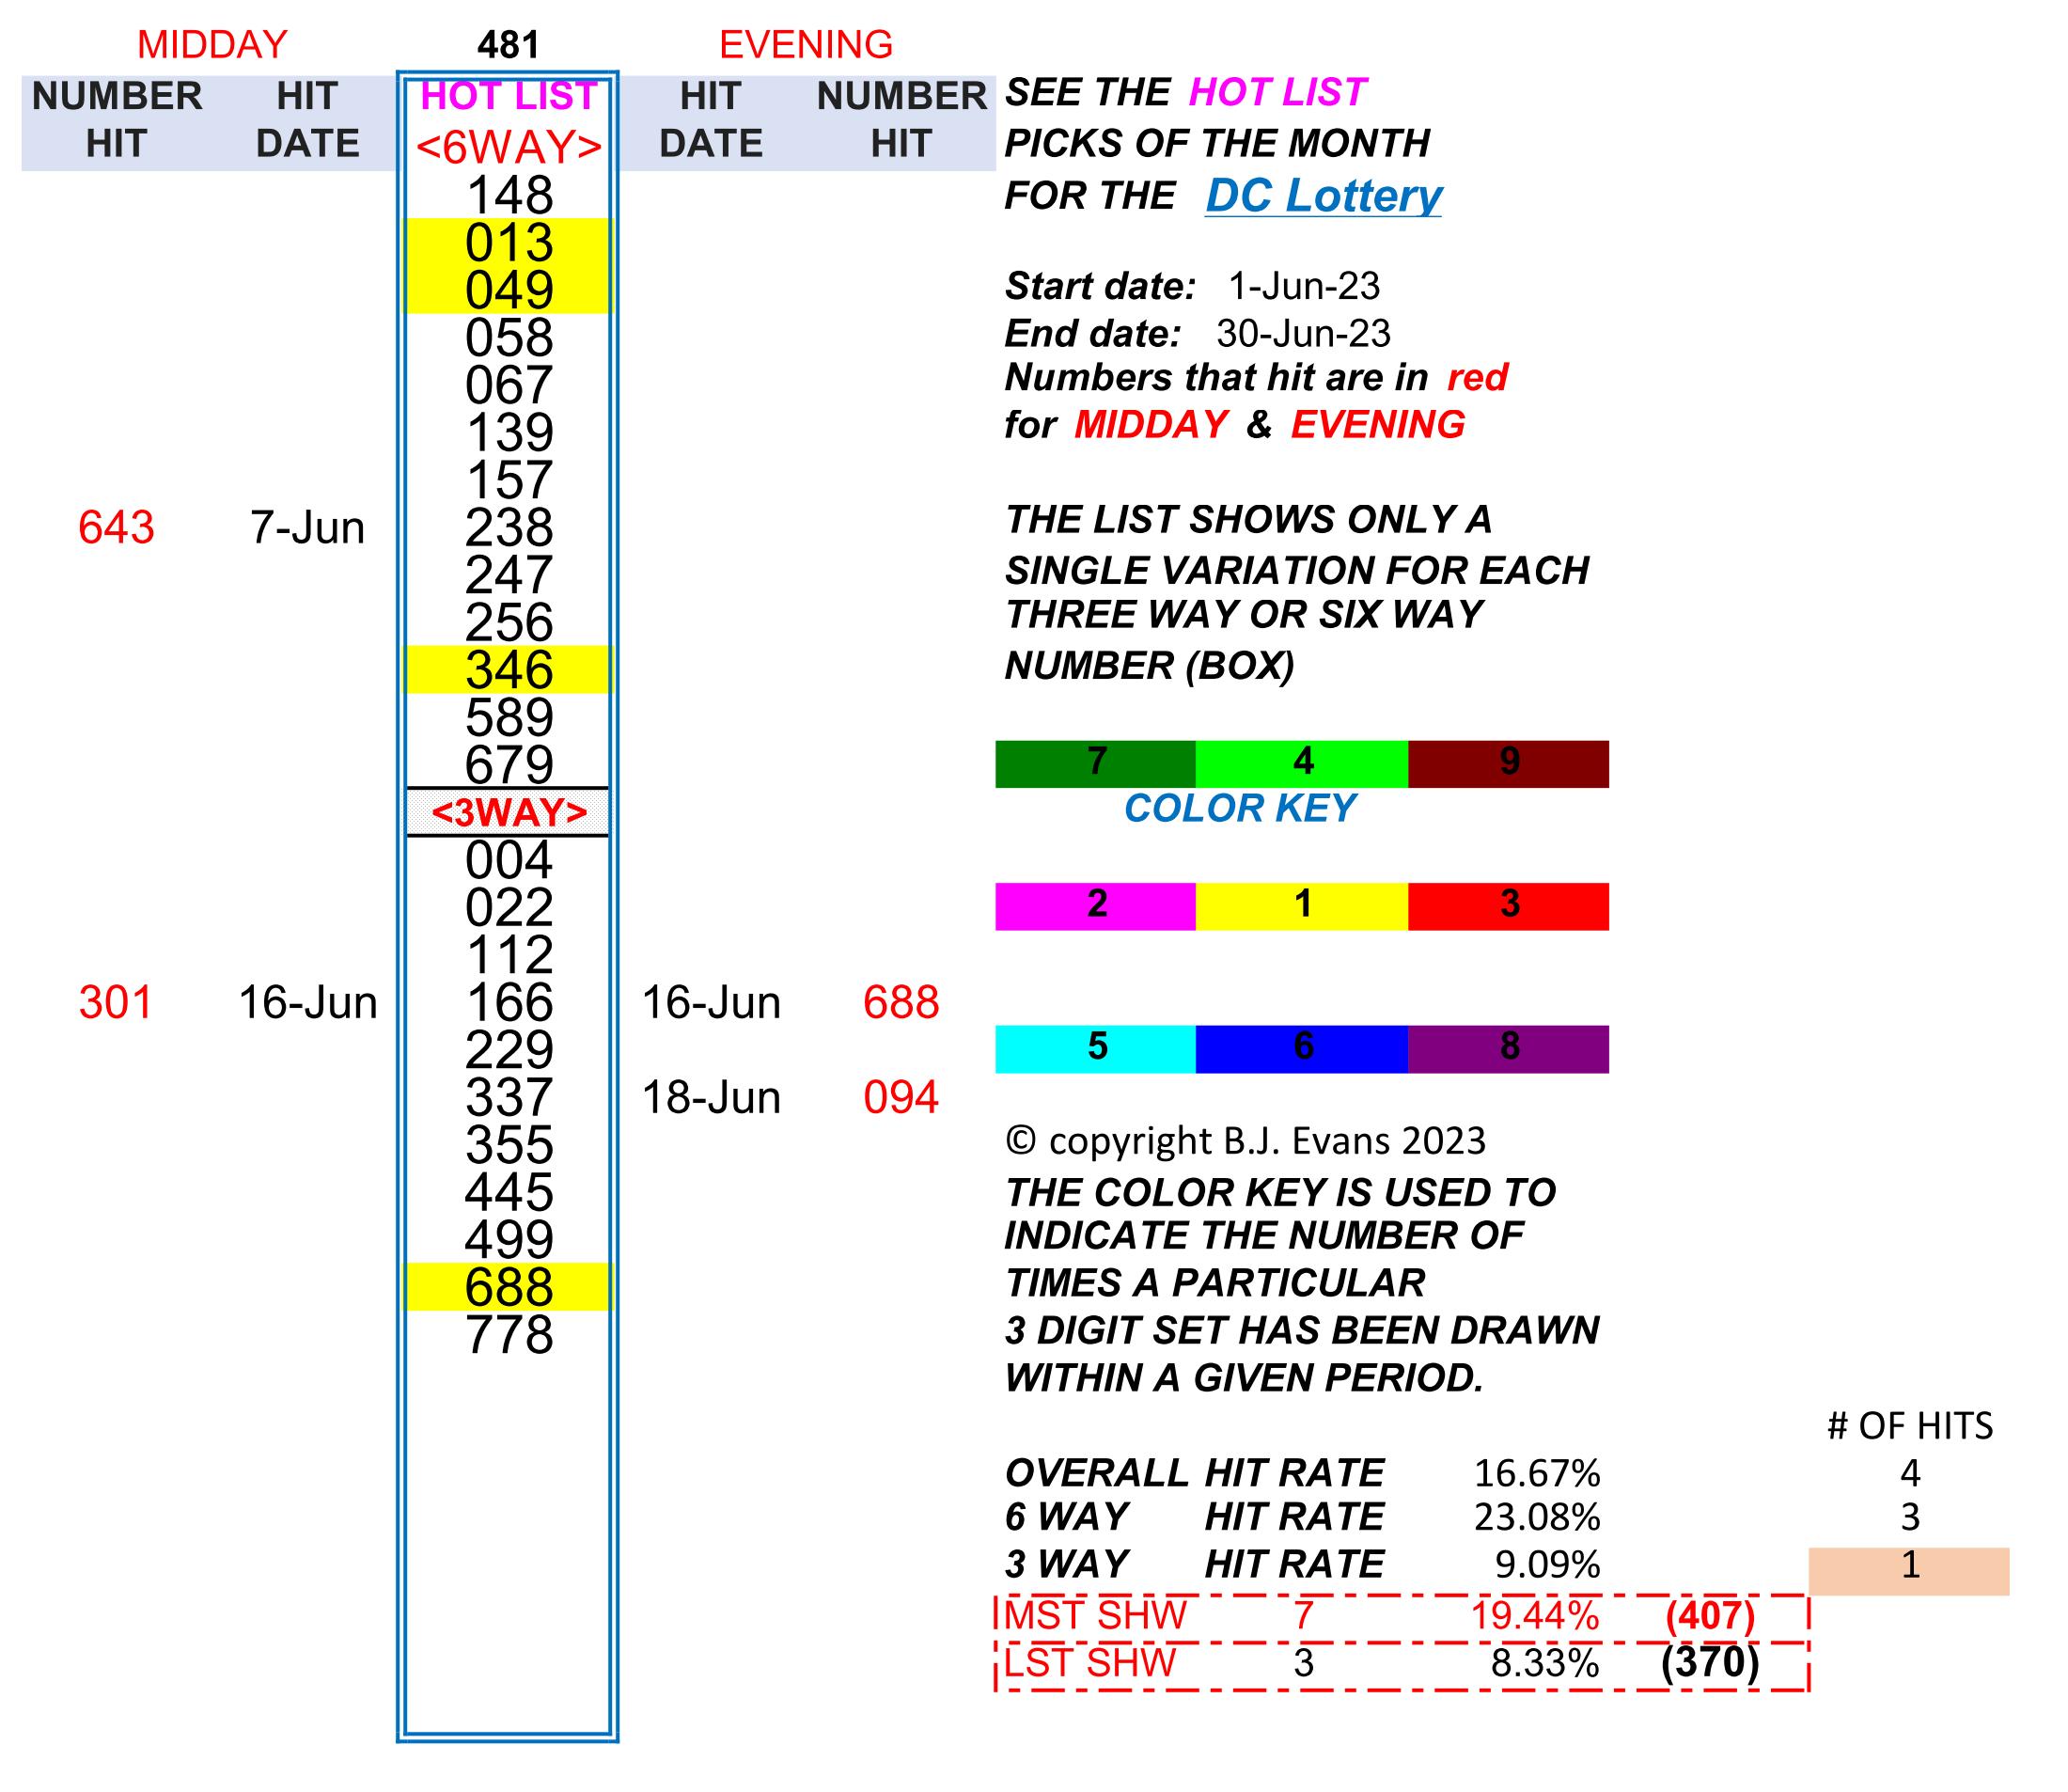 MIDDAY 481 EVENING
NUMBER HIT HOT LIST HIT NUMBER
HIT DATE <6WAY> DATE HIT
148
013
049
058
067
139
157
643 7-Jun 238
247
256
346
589
679
<3WAY>
004
022
112
301 16-Jun 166 16-Jun 688
229
337 18-Jun 094
355
445
499
688
778
SEE THE HOT LIST
PICKS OF THE MONTH
FOR THE DC Lottery
Start date: 1-Jun-23
End date: 30-Jun-23
Numbers that hit are in red
for MIDDAY & EVENING
THE LIST SHOWS ONLY A
SINGLE VARIATION FOR EACH
THREE WAY OR SIX WAY
NUMBER (BOX)
7 4 9
COLOR KEY
2 1 3
5 6 8
© copyright B.J. Evans 2023
THE COLOR KEY IS USED TO
INDICATE THE NUMBER OF
TIMES A PARTICULAR
3 DIGIT SET HAS BEEN DRAWN
WITHIN A GIVEN PERIOD.
# OF HITS
OVERALL HIT RATE 16.67% 4
6 WAY HIT RATE 23.08% 3
3 WAY HIT RATE 9.09% 1
MST SHW 7 19.44% (407)
LST SHW 3 8.33% (370)